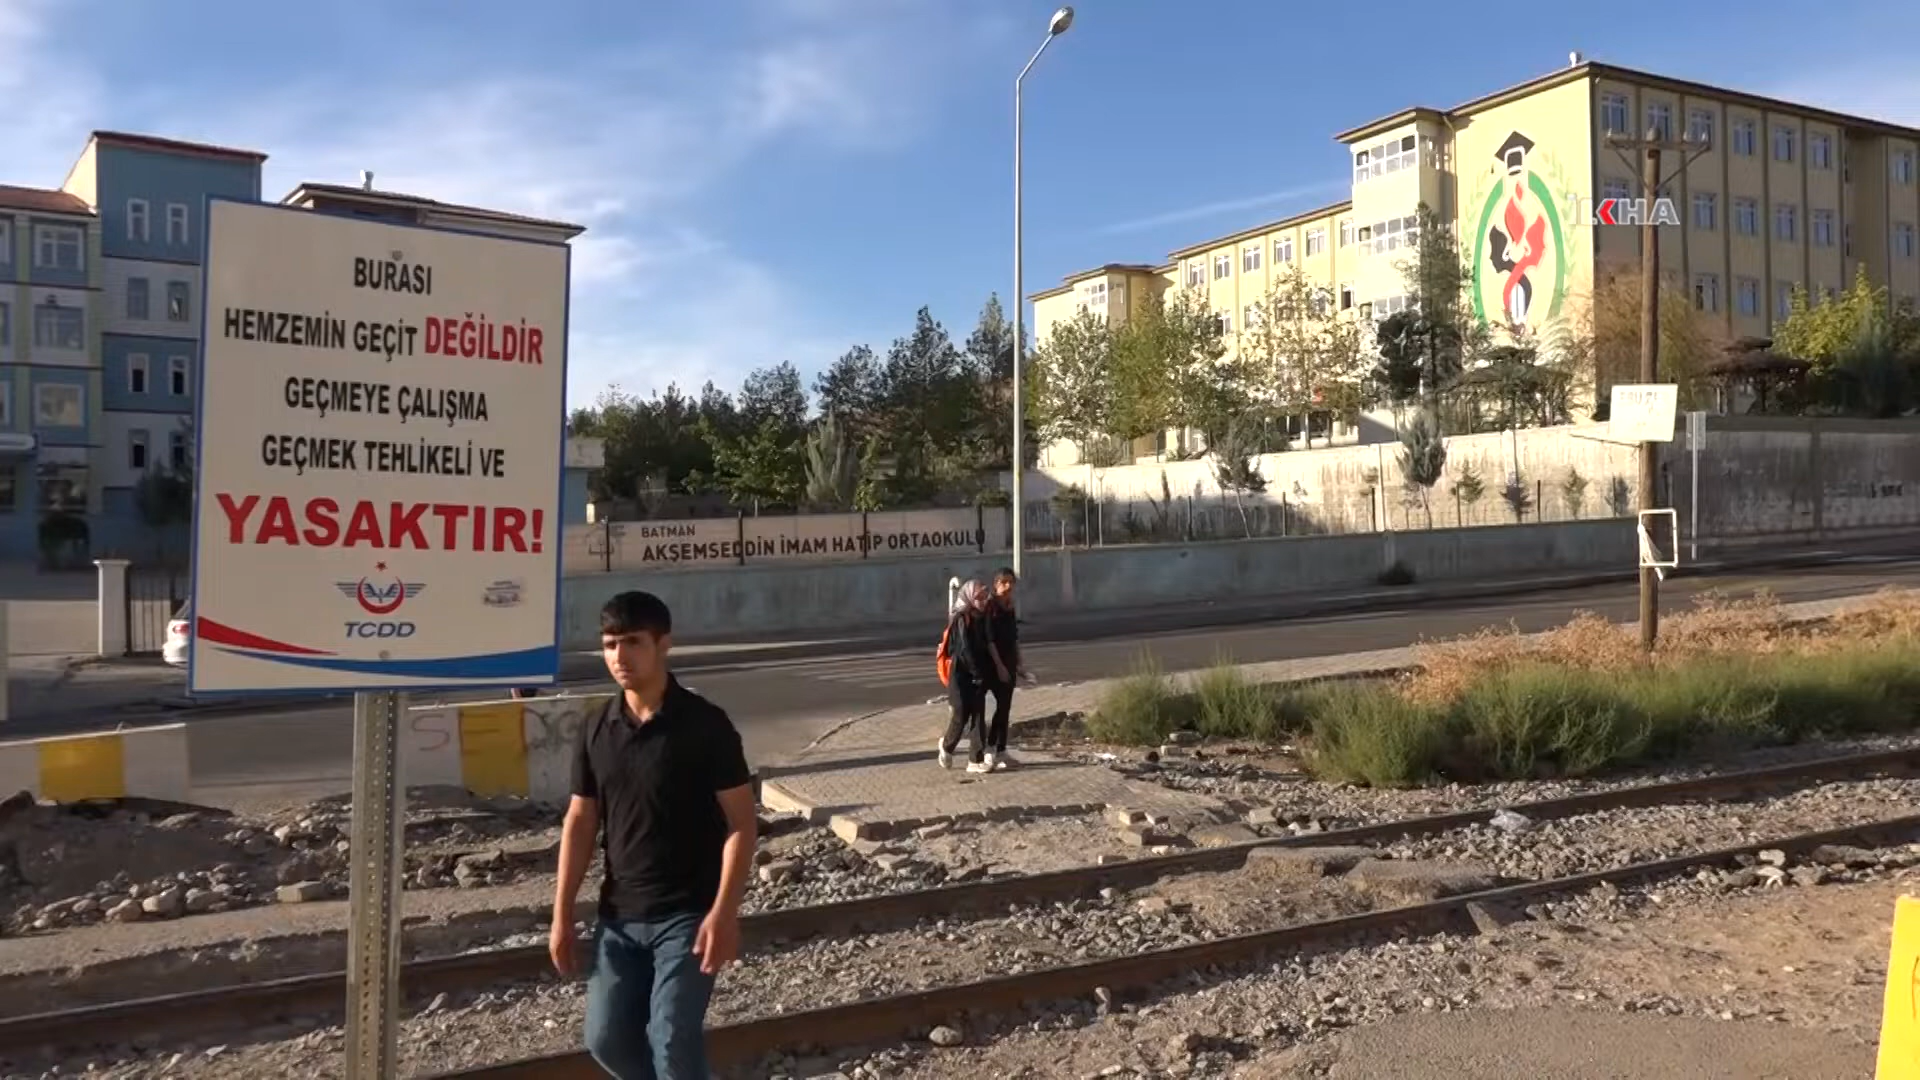 BURASI
HEMZEMİN GEÇİT DEĞİLDİR
GEÇMEYE ÇALIŞMA
GEÇMEK TEHLİKELİ VE
YASAKTIR!
TCDD
BATMAN
AKŞEMSEDDİN İMAM HATİP ORTAOKULU
İLKHA